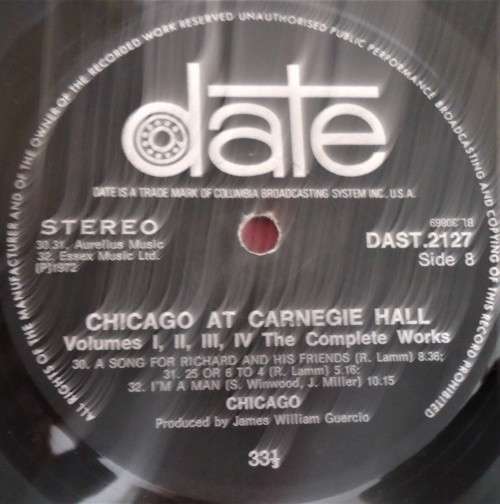 ALL RIGHTS OF THE MANUFACTURER AND OF THE OWNER OF THE RECORDED WORK RESERVED UNAUTHORISED PUBLIC PERFORMANCE BROADCASTING AND COPYING OF THIS RECORD PROHIBITED
date
DATE IS A TRADE MARK OF COLUMBIA BROADCASTING SYSTEM INC. U.S.A.
STEREO
30.31. Aurelius Music
32. Essex Music Ltd.
(P)1972
BL.30869
DAST.2127
Side 8
CHICAGO AT CARNEGIE HALL
Volumes I, II, III, IV The Complete Works
30. A SONG FOR RICHARD AND HIS FRIENDS (R. Lamm) 8:36;
31. 25 OR 6 TO 4 (R. Lamm) 5.16;
32. I'M A MAN (S. Winwood, J. Miller) 10.15
CHICAGO
Produced by James William Guercio
33⅓